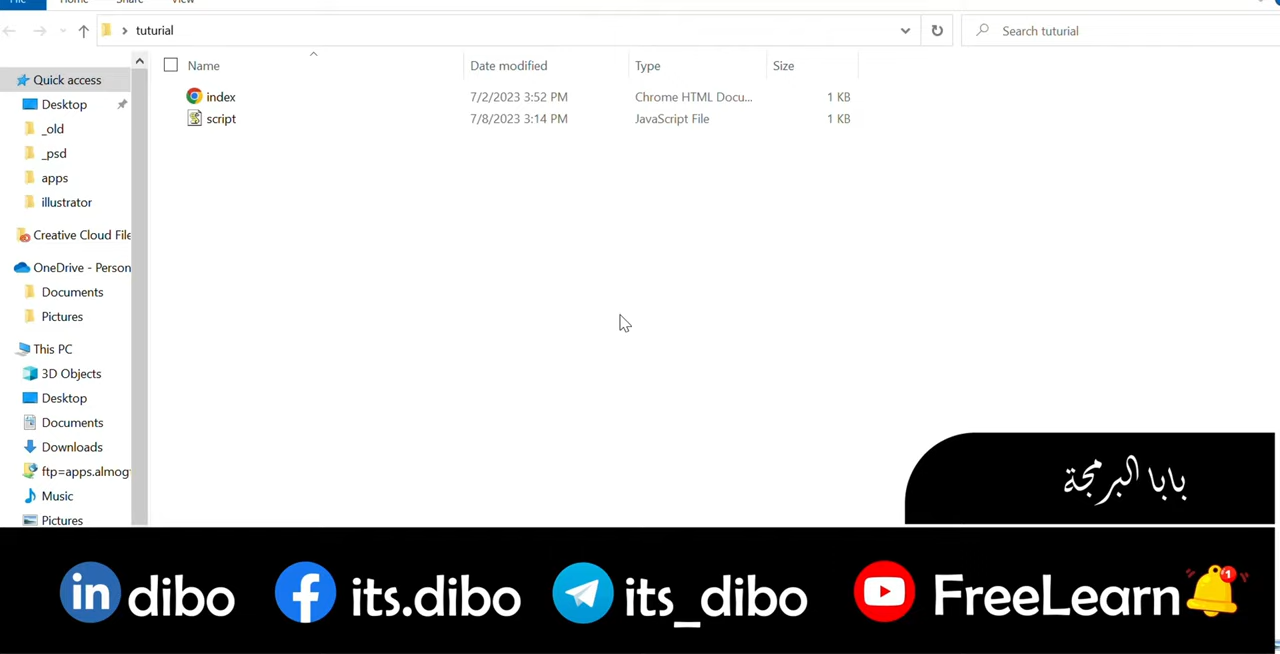 File Home Share View
tuturial
Search tuturial
Name Date modified Type Size
index 7/2/2023 3:52 PM Chrome HTML Docu... 1 KB
script 7/8/2023 3:14 PM JavaScript File 1 KB
Quick access
Desktop
_old
_psd
apps
illustrator
Creative Cloud File
OneDrive - Person
Documents
Pictures
This PC
3D Objects
Desktop
Documents
Downloads
ftp=apps.almog
Music
Pictures
بابا البرمجة
in dibo its.dibo its_dibo FreeLearn 1